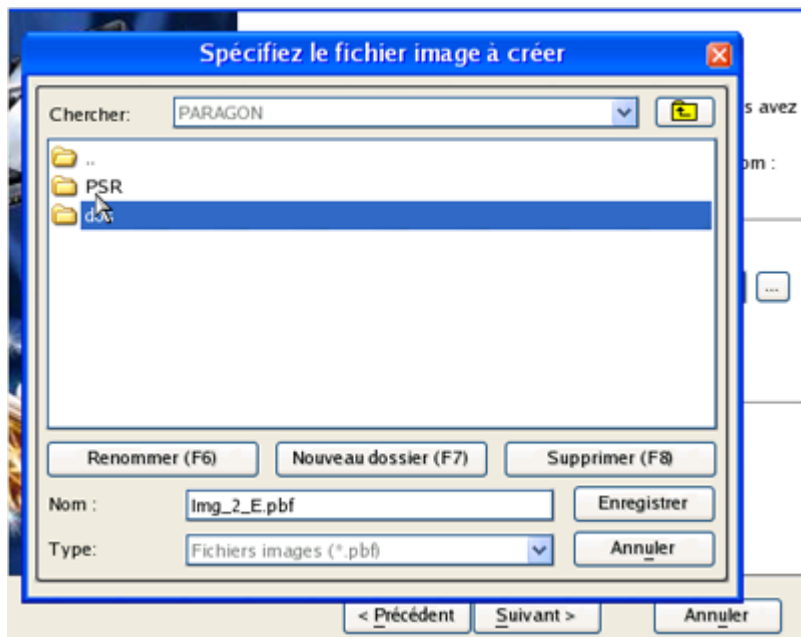 Spécifiez le fichier image à créer
Chercher: PARAGON
s avez
om :
..
PSR
...
Renommer (F6) Nouveau dossier (F7) Supprimer (F8)
Nom : Img_2_E.pbf Enregistrer
Type: Fichiers images (*.pbf) Annuler
< Précédent Suivant > Annuler